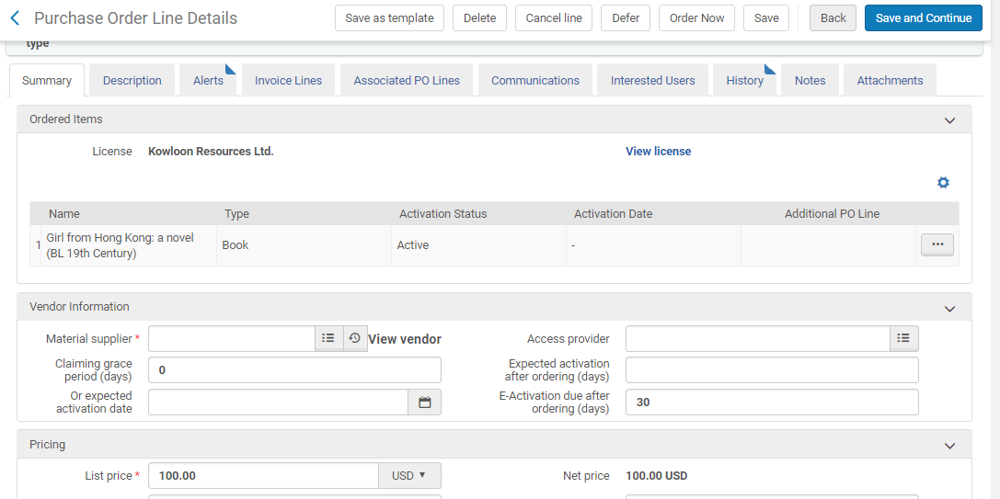 Purchase Order Line Details Save as template Delete Cancel line Defer Order Now Save Back Save and Continue
type
Summary Description Alerts Invoice Lines Associated PO Lines Communications Interested Users History Notes Attachments
Ordered Items
License Kowloon Resources Ltd. View license
Name Type Activation Status Activation Date Additional PO Line
1 Girl from Hong Kong: a novel (BL 19th Century) Book Active - ...
Vendor Information
Material supplier * View vendor Access provider
Claiming grace period (days) 0 Expected activation after ordering (days)
Or expected activation date E-Activation due after ordering (days) 30
Pricing
List price * 100.00 USD Net price 100.00 USD